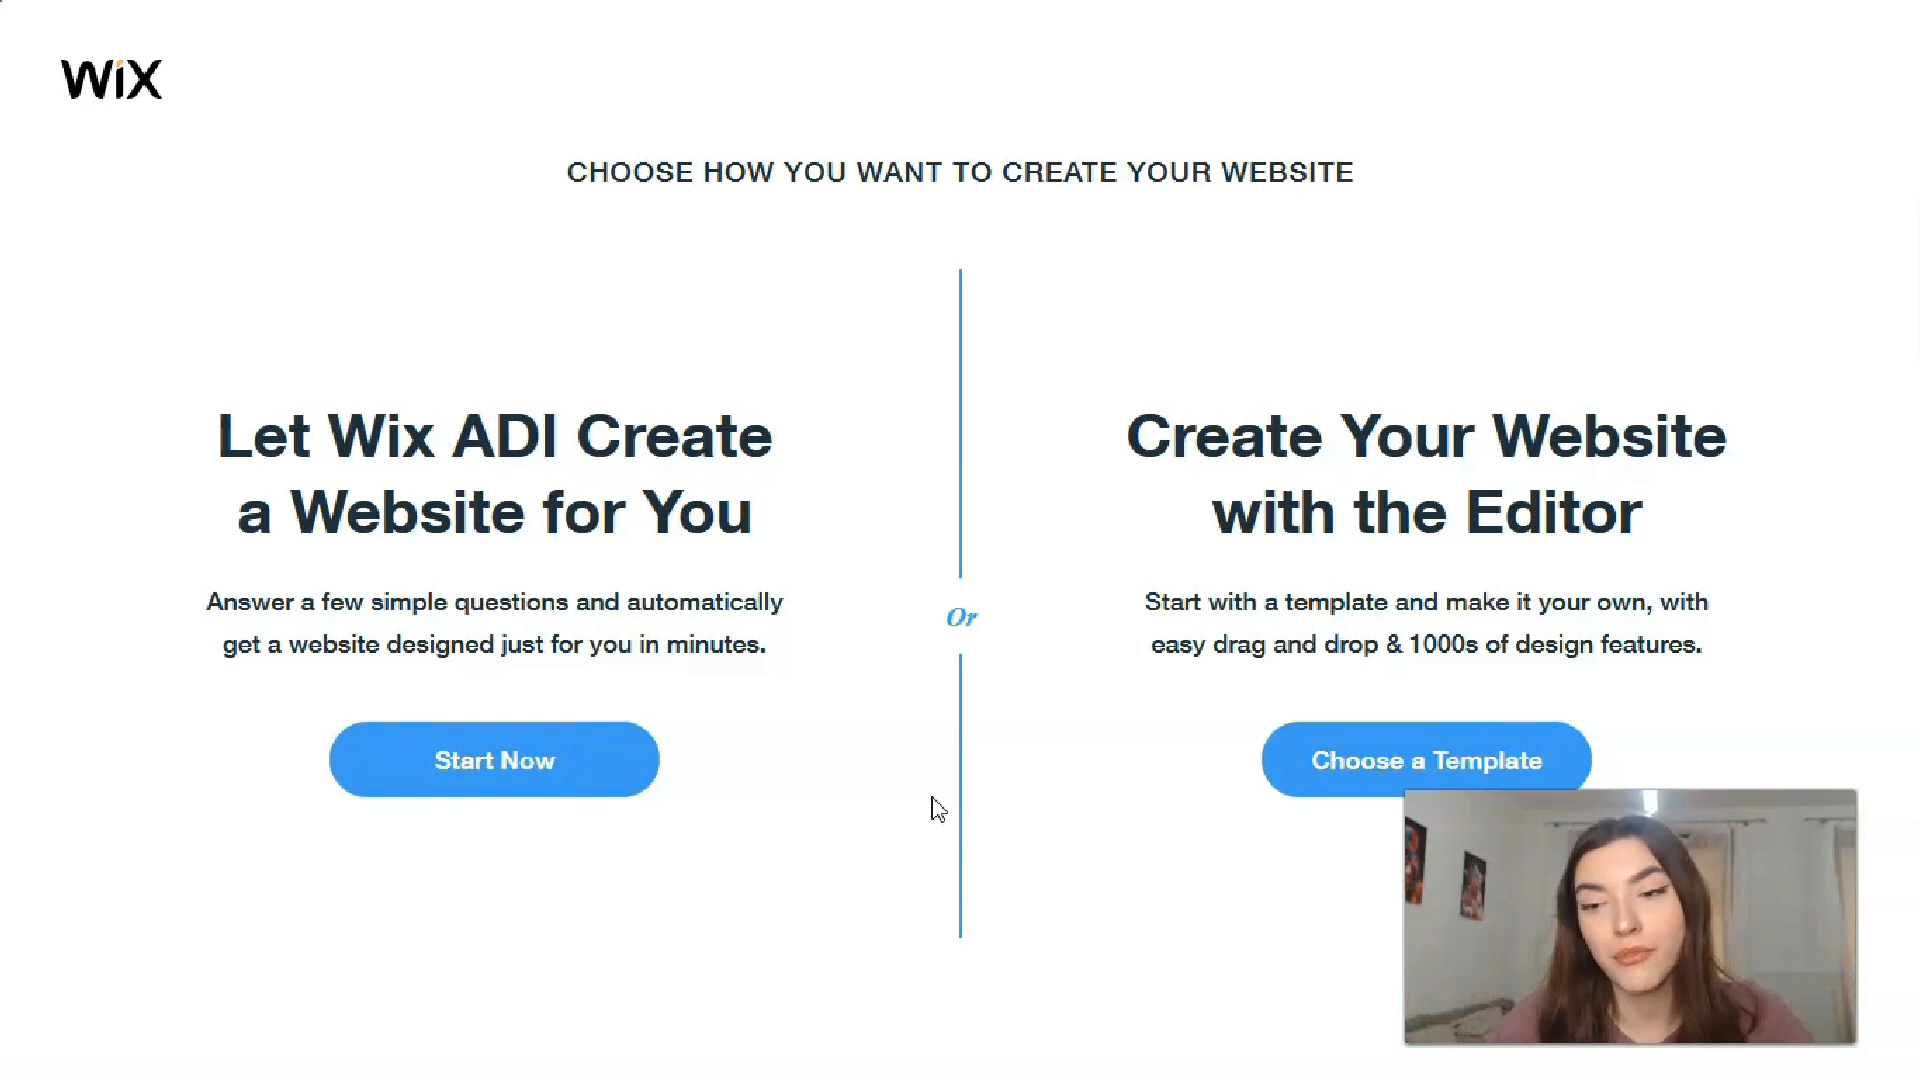 WiX
CHOOSE HOW YOU WANT TO CREATE YOUR WEBSITE
Let Wix ADI Create
a Website for You
Answer a few simple questions and automatically
get a website designed just for you in minutes.
Start Now
Or
Create Your Website
with the Editor
Start with a template and make it your own, with
easy drag and drop & 1000s of design features.
Choose a Template